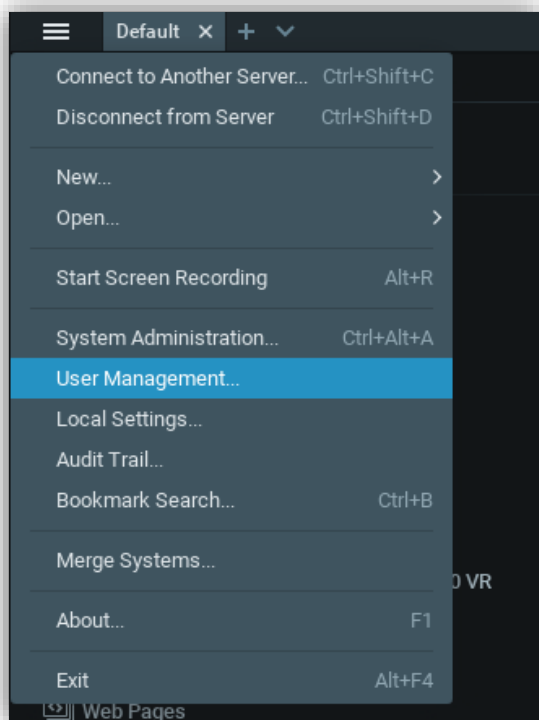 Default
Connect to Another Server... Ctrl+Shift+C
Disconnect from Server Ctrl+Shift+D
New...
Open...
Start Screen Recording Alt+R
System Administration... Ctrl+Alt+A
User Management...
Local Settings...
Audit Trail...
Bookmark Search... Ctrl+B
Merge Systems...
0 VR
About... F1
Exit Alt+F4
Web Pages